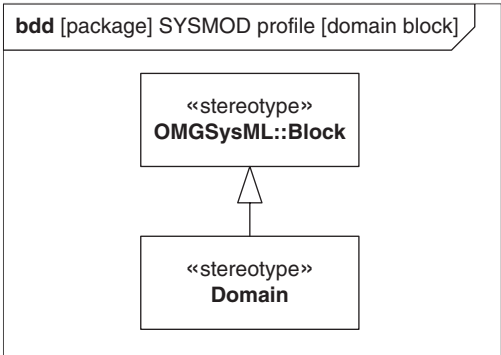 bdd [package] SYSMOD profile [domain block]
«stereotype»
OMGSysML::Block
«stereotype»
Domain